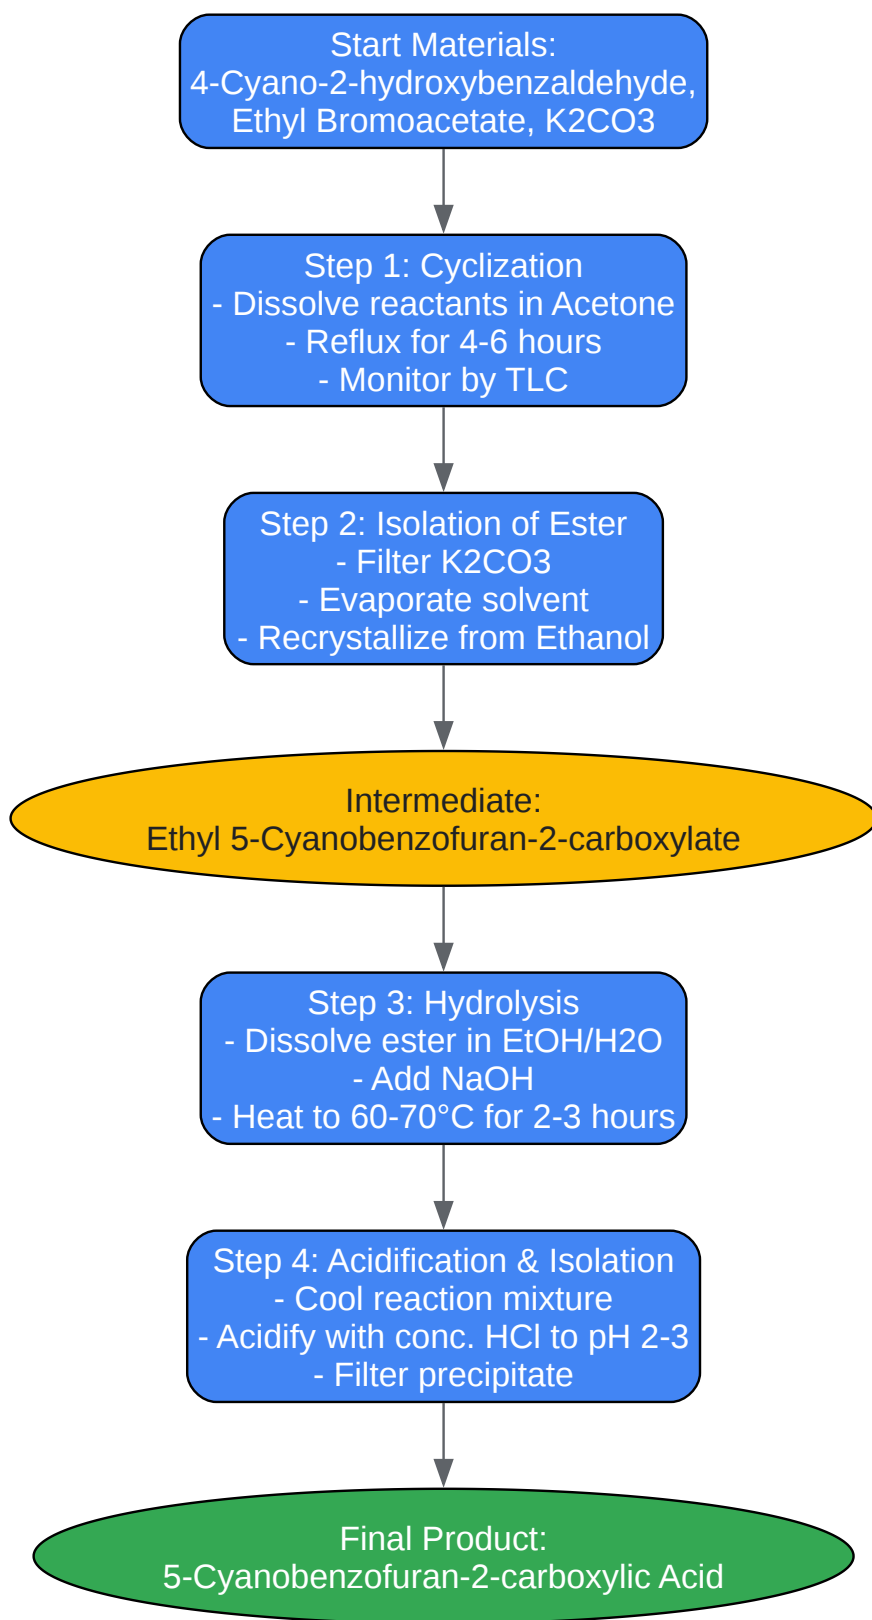 Start Materials:
4-Cyano-2-hydroxybenzaldehyde,
Ethyl Bromoacetate, K2CO3
Step 1: Cyclization
- Dissolve reactants in Acetone
- Reflux for 4-6 hours
- Monitor by TLC
Step 2: Isolation of Ester
- Filter K2CO3
- Evaporate solvent
- Recrystallize from Ethanol
Intermediate:
Ethyl 5-Cyanobenzofuran-2-carboxylate
Step 3: Hydrolysis
- Dissolve ester in EtOH/H2O
- Add NaOH
- Heat to 60-70°C for 2-3 hours
Step 4: Acidification & Isolation
- Cool reaction mixture
- Acidify with conc. HCl to pH 2-3
- Filter precipitate
Final Product:
5-Cyanobenzofuran-2-carboxylic Acid